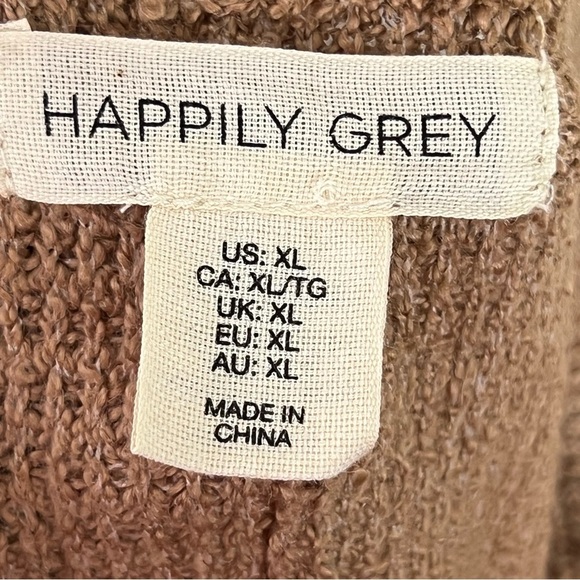 HAPPILY GREY
US: XL
CA: XL/TG
UK: XL
EU: XL
AU: XL
MADE IN
CHINA